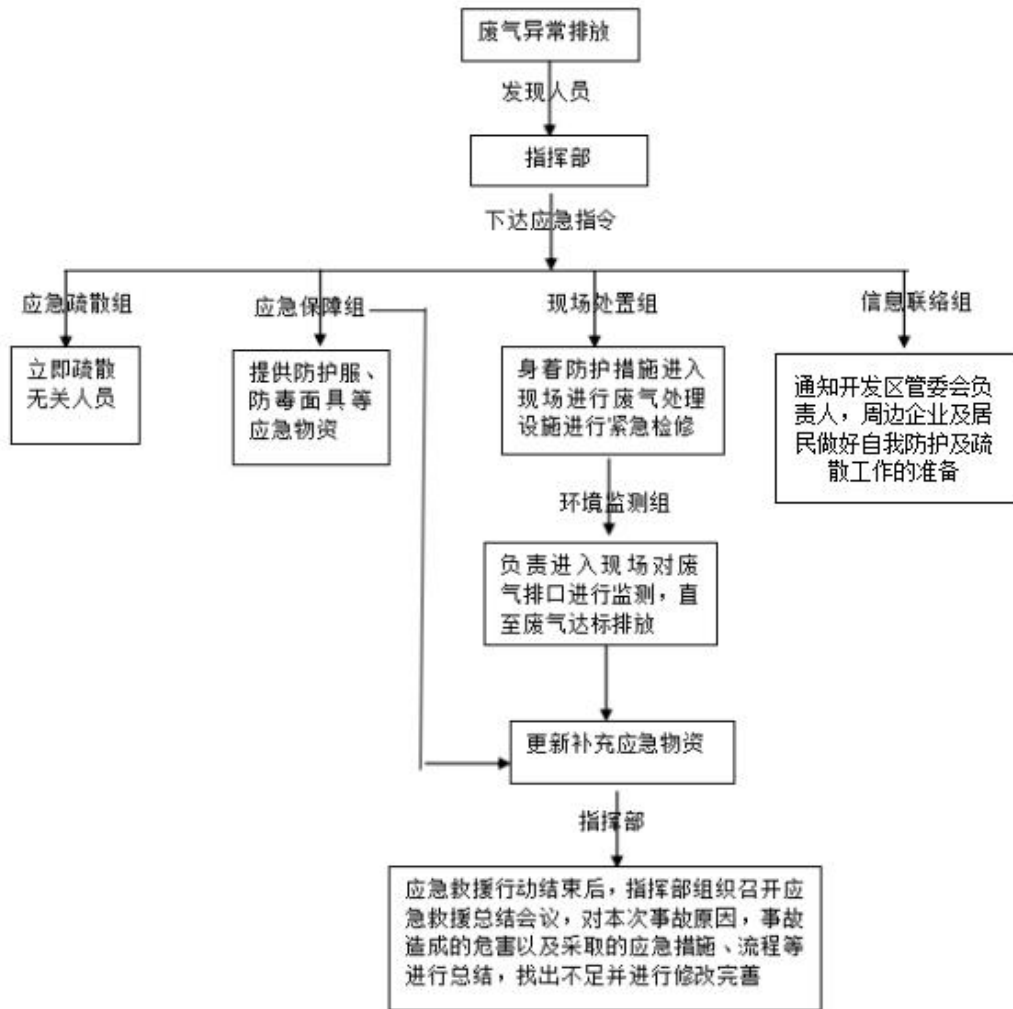 废气异常排放
发现人员
指挥部
下达应急指令
应急疏散组
应急保障组
现场处置组
信息联络组
立即疏散
无关人员
提供防护服、
防毒面具等
应急物资
身着防护措施进入
现场进行废气处理
设施进行紧急检修
通知开发区管委会负
责人，周边企业及居
民做好自我防护及疏
散工作的准备
环境监测组
负责进入现场对废
气排口进行监测，直
至废气达标排放
更新补充应急物资
指挥部
应急救援行动结束后，指挥部组织召开应
急救援总结会议，对本次事故原因，事故
造成的危害以及采取的应急措施、流程等
进行总结，找出不足并进行修改完善